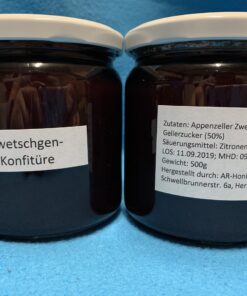 wetschgen-
Konfitüre
Zutaten: Appenzeller Zwe
Gelierzucker (50%)
Säuerungsmittel: Zitronen
LOS: 11.09.2019; MHD: 09
Gewicht: 500g
Hergestellt durch: AR-Honi
Schwellbrunnerstr. 6a, Her